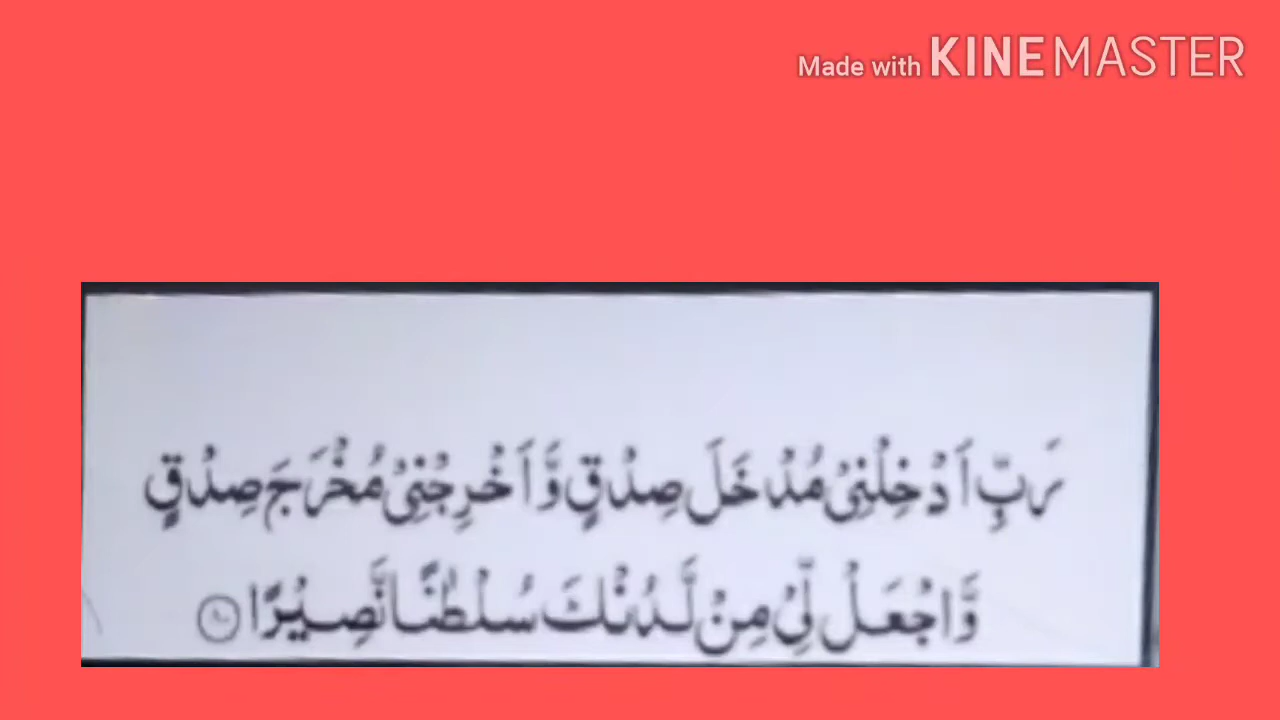 Made with KINEMASTER
رَبِّ اَدْخِلْنِیْ مُدْخَلَ صِدْقٍ وَّاَخْرِجْنِیْ مُخْرَجَ صِدْقٍ
وَّاجْعَلْ لِّیْ مِنْ لَّدُنْكَ سُلْطٰنًا نَّصِیْرًا